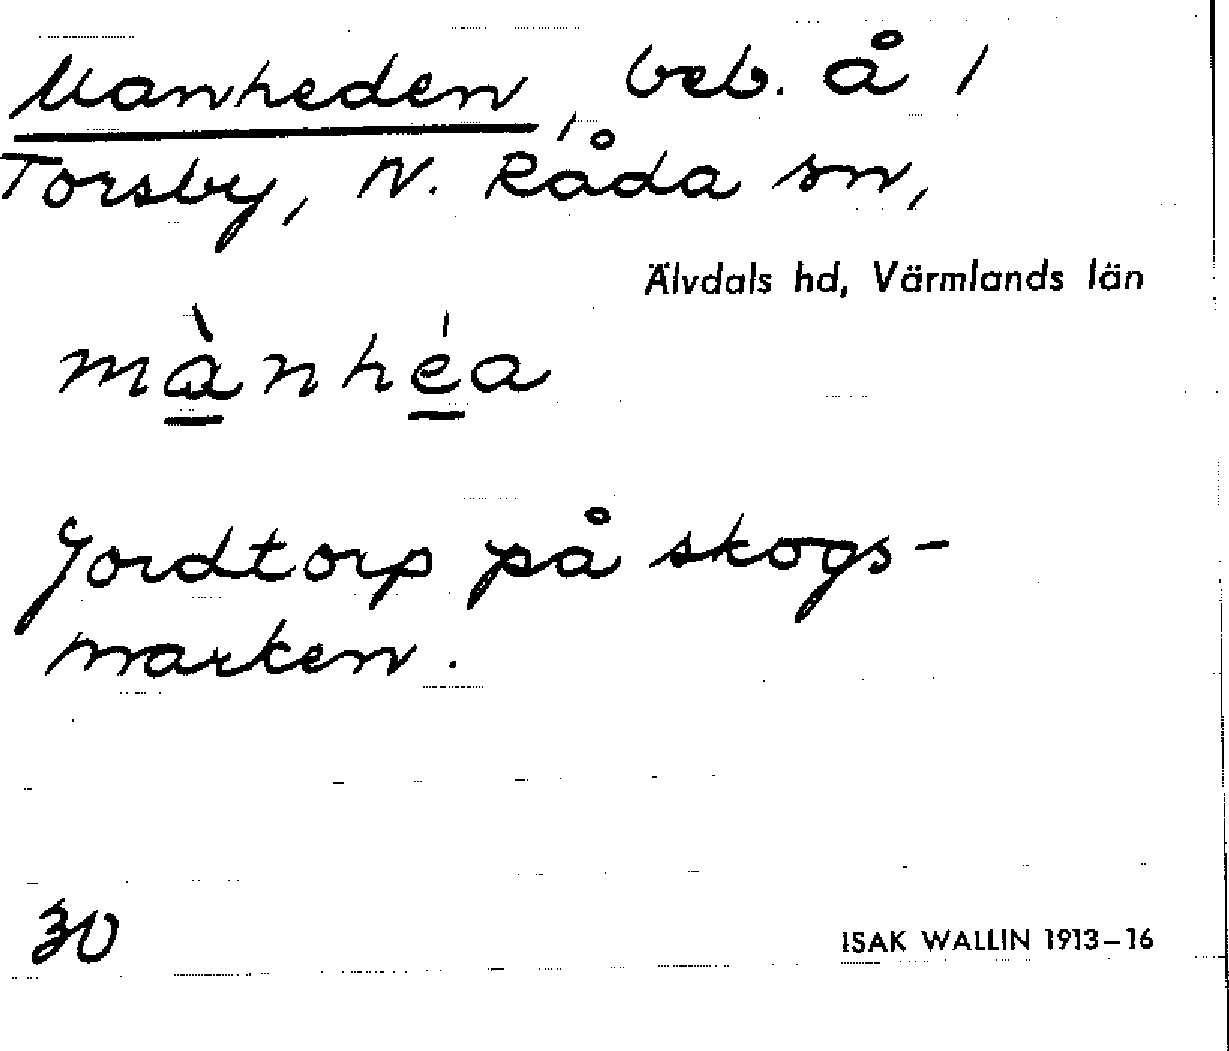 Manheden, beb. å 1
Torsby, N. Råda sn,
Älvdals hd, Värmlands län
mànhéa
Jordtorp på skogs-
marken.
30
ISAK WALLIN 1913–16